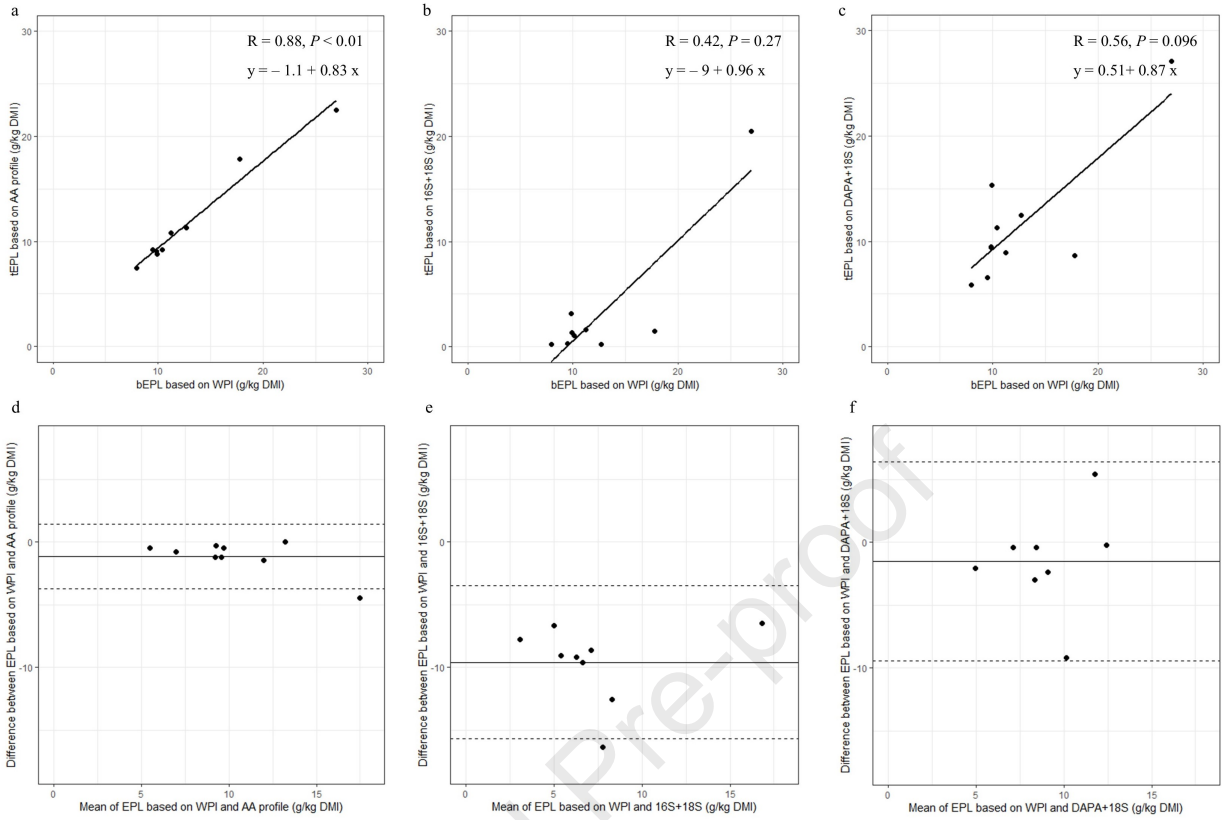 a
R = 0.88, P < 0.01
y = – 1.1 + 0.83 x
30
20
10
0
tEPL based on AA profile (g/kg DMI)
0 10 20 30
bEPL based on WPI (g/kg DMI)
b
R = 0.42, P = 0.27
y = – 9 + 0.96 x
30
20
10
0
tEPL based on 16S+18S (g/kg DMI)
0 10 20 30
bEPL based on WPI (g/kg DMI)
c
R = 0.56, P = 0.096
y = 0.51+ 0.87 x
30
20
10
0
tEPL based on DAPA+18S (g/kg DMI)
0 10 20 30
bEPL based on WPI (g/kg DMI)
d
0
-10
Difference between EPL based on WPI and AA profile (g/kg DMI)
0 5 10 15
Mean of EPL based on WPI and AA profile (g/kg DMI)
e
0
-10
Difference between EPL based on WPI and 16S+18S (g/kg DMI)
0 5 10 15
Mean of EPL based on WPI and 16S+18S (g/kg DMI)
f
0
-10
Difference between EPL based on WPI and DAPA+18S (g/kg DMI)
0 5 10 15
Mean of EPL based on WPI and DAPA+18S (g/kg DMI)
Pre-proof